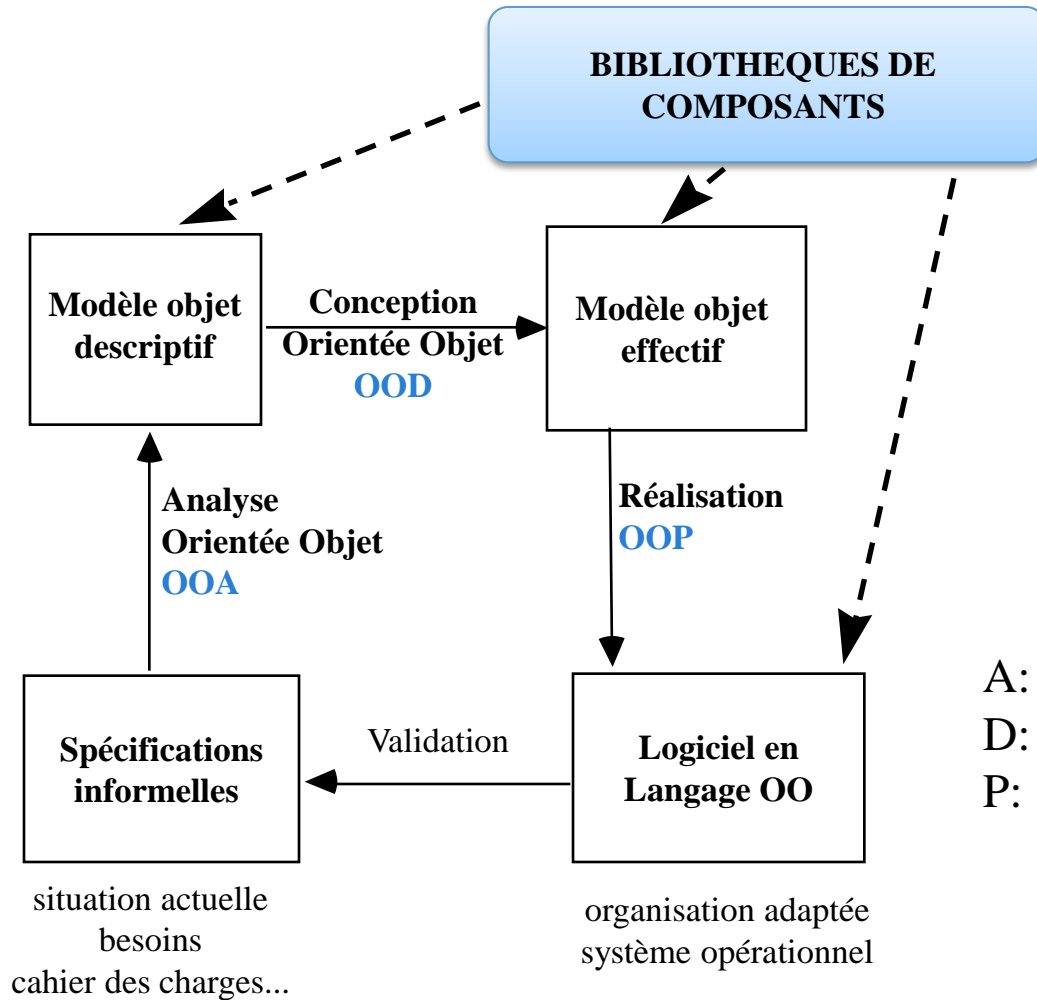 BIBLIOTHEQUES DE
COMPOSANTS
Modèle objet
descriptif
Conception
Orientée Objet
OOD
Modèle objet
effectif
Analyse
Orientée Objet
OOA
Réalisation
OOP
Spécifications
informelles
Validation
Logiciel en
Langage OO
A:
D:
P:
situation actuelle
besoins
cahier des charges...
organisation adaptée
système opérationnel